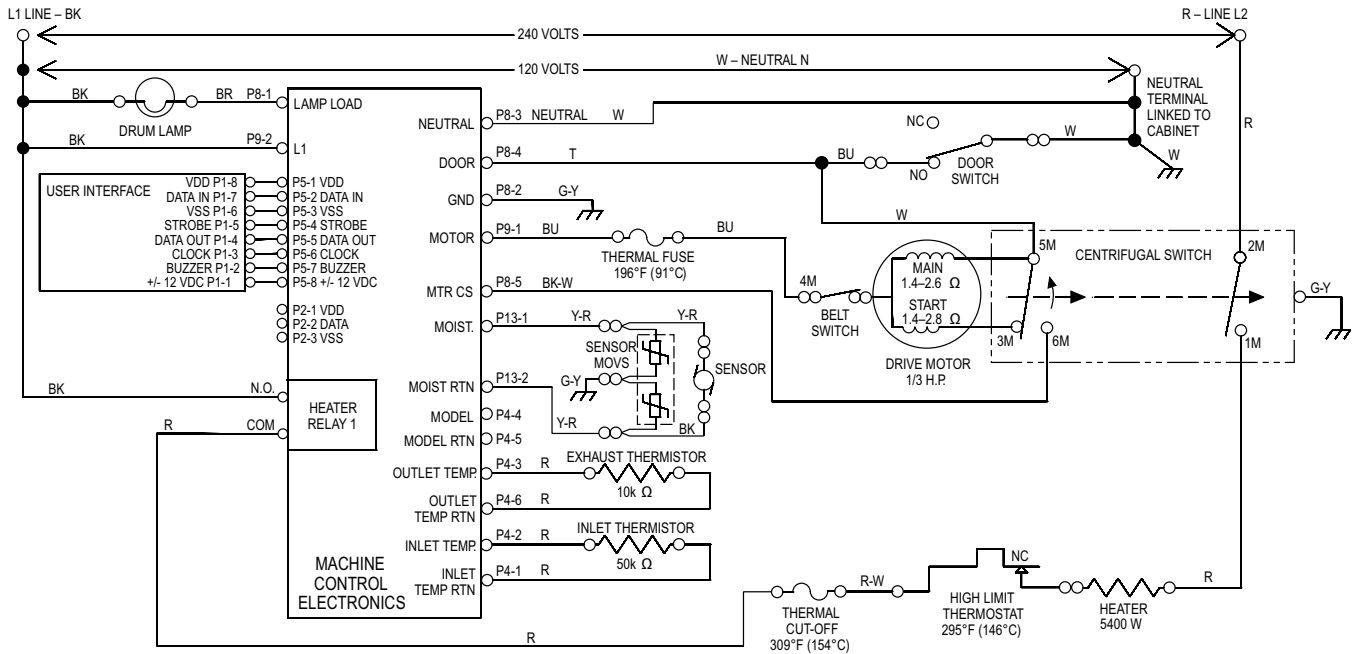 L1 LINE – BK
R – LINE L2
240 VOLTS
W – NEUTRAL N
120 VOLTS
NEUTRAL
TERMINAL
LINKED TO
CABINET
BK
BR
P8-1
LAMP LOAD
DRUM LAMP
BK
P9-2
L1
NEUTRAL
P8-3
NEUTRAL
W
NC
W
R
W
DOOR
P8-4
T
BU
NO
DOOR
SWITCH
USER INTERFACE
VDD P1-8
P5-1 VDD
DATA IN P1-7
P5-2 DATA IN
VSS P1-6
P5-3 VSS
STROBE P1-5
P5-4 STROBE
DATA OUT P1-4
P5-5 DATA OUT
CLOCK P1-3
P5-6 CLOCK
BUZZER P1-2
P5-7 BUZZER
+/- 12 VDC P1-1
P5-8 +/- 12 VDC
P2-1 VDD
P2-2 DATA
P2-3 VSS
GND
P8-2
G-Y
W
MOTOR
P9-1
BU
BU
THERMAL FUSE
196°F (91°C)
5M
CENTRIFUGAL SWITCH
2M
MAIN
1.4–2.6 Ω
START
1.4–2.8 Ω
4M
BELT
SWITCH
3M
6M
1M
G-Y
DRIVE MOTOR
1/3 H.P.
MTR CS
P8-5
BK-W
MOIST.
P13-1
Y-R
Y-R
SENSOR
MOVS
SENSOR
G-Y
MOIST RTN
P13-2
Y-R
BK
BK
N.O.
HEATER
RELAY 1
R
COM
MODEL
P4-4
MODEL RTN
P4-5
OUTLET TEMP.
P4-3
R
EXHAUST THERMISTOR
10k Ω
OUTLET
TEMP RTN
P4-6
R
INLET TEMP.
P4-2
R
INLET THERMISTOR
50k Ω
INLET
TEMP RTN
P4-1
R
MACHINE
CONTROL
ELECTRONICS
R
THERMAL
CUT-OFF
309°F (154°C)
R-W
NC
HIGH LIMIT
THERMOSTAT
295°F (146°C)
HEATER
5400 W
R